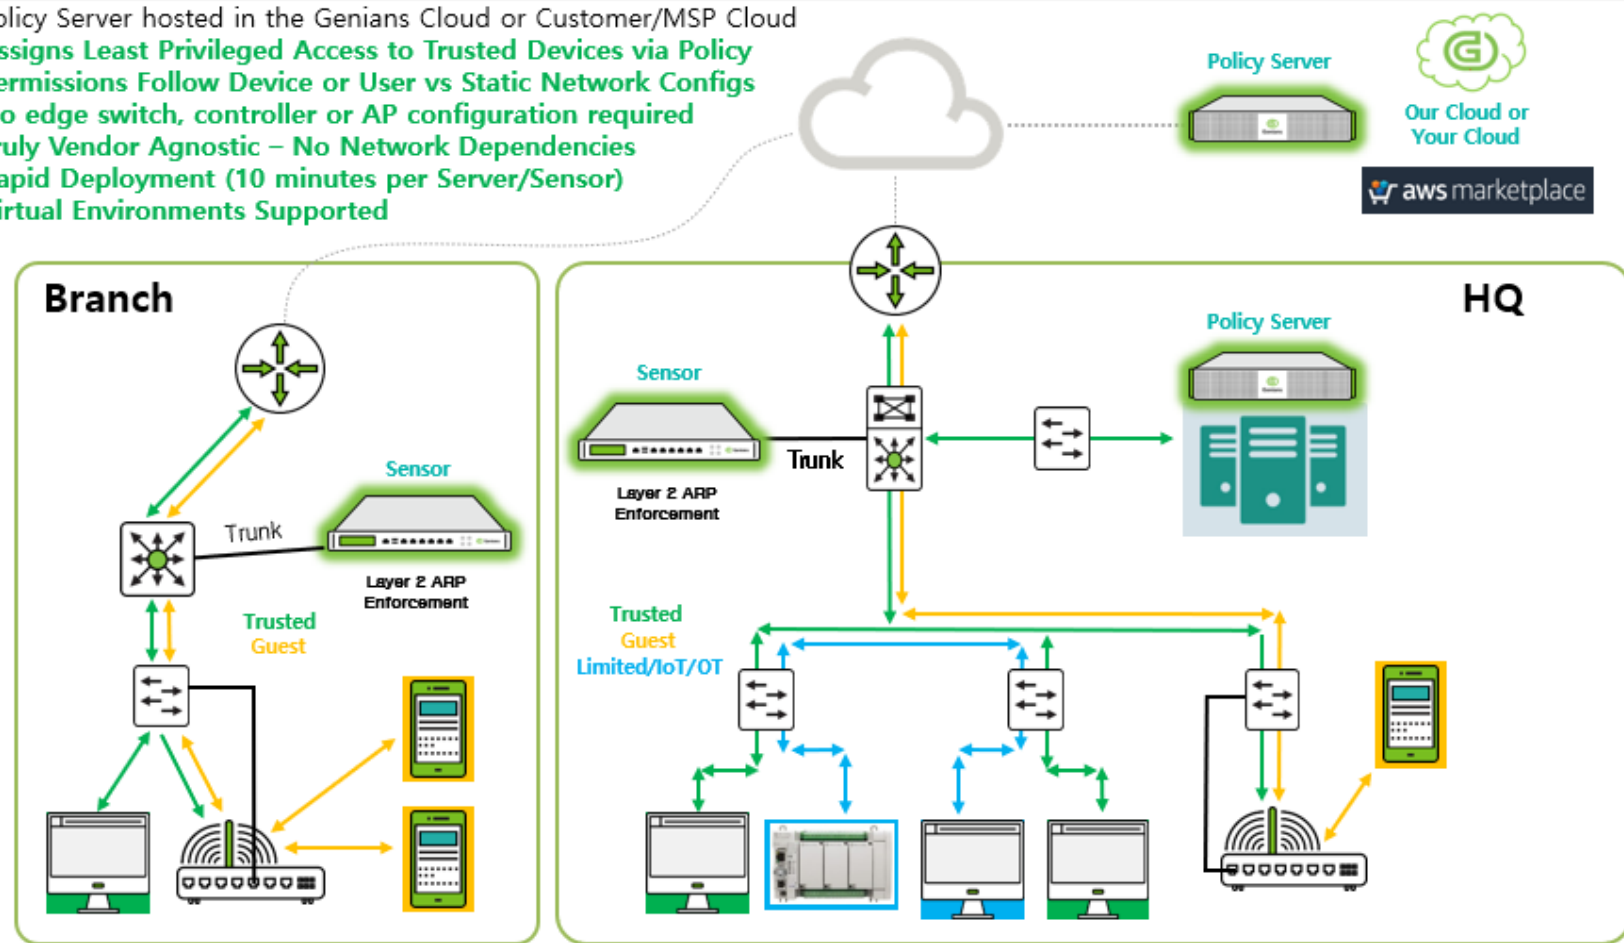 olicy Server hosted in the Genians Cloud or Customer/MSP Cloud
ssigns Least Privileged Access to Trusted Devices via Policy
ermissions Follow Device or User vs Static Network Configs
o edge switch, controller or AP configuration required
ruly Vendor Agnostic – No Network Dependencies
apid Deployment (10 minutes per Server/Sensor)
irtual Environments Supported
Policy Server
Genians
Our Cloud or
Your Cloud
aws marketplace
Branch
Sensor
Trunk
Layer 2 ARP
Enforcement
Trusted
Guest
HQ
Policy Server
Genians
Sensor
Trunk
Layer 2 ARP
Enforcement
Trusted
Guest
Limited/IoT/OT